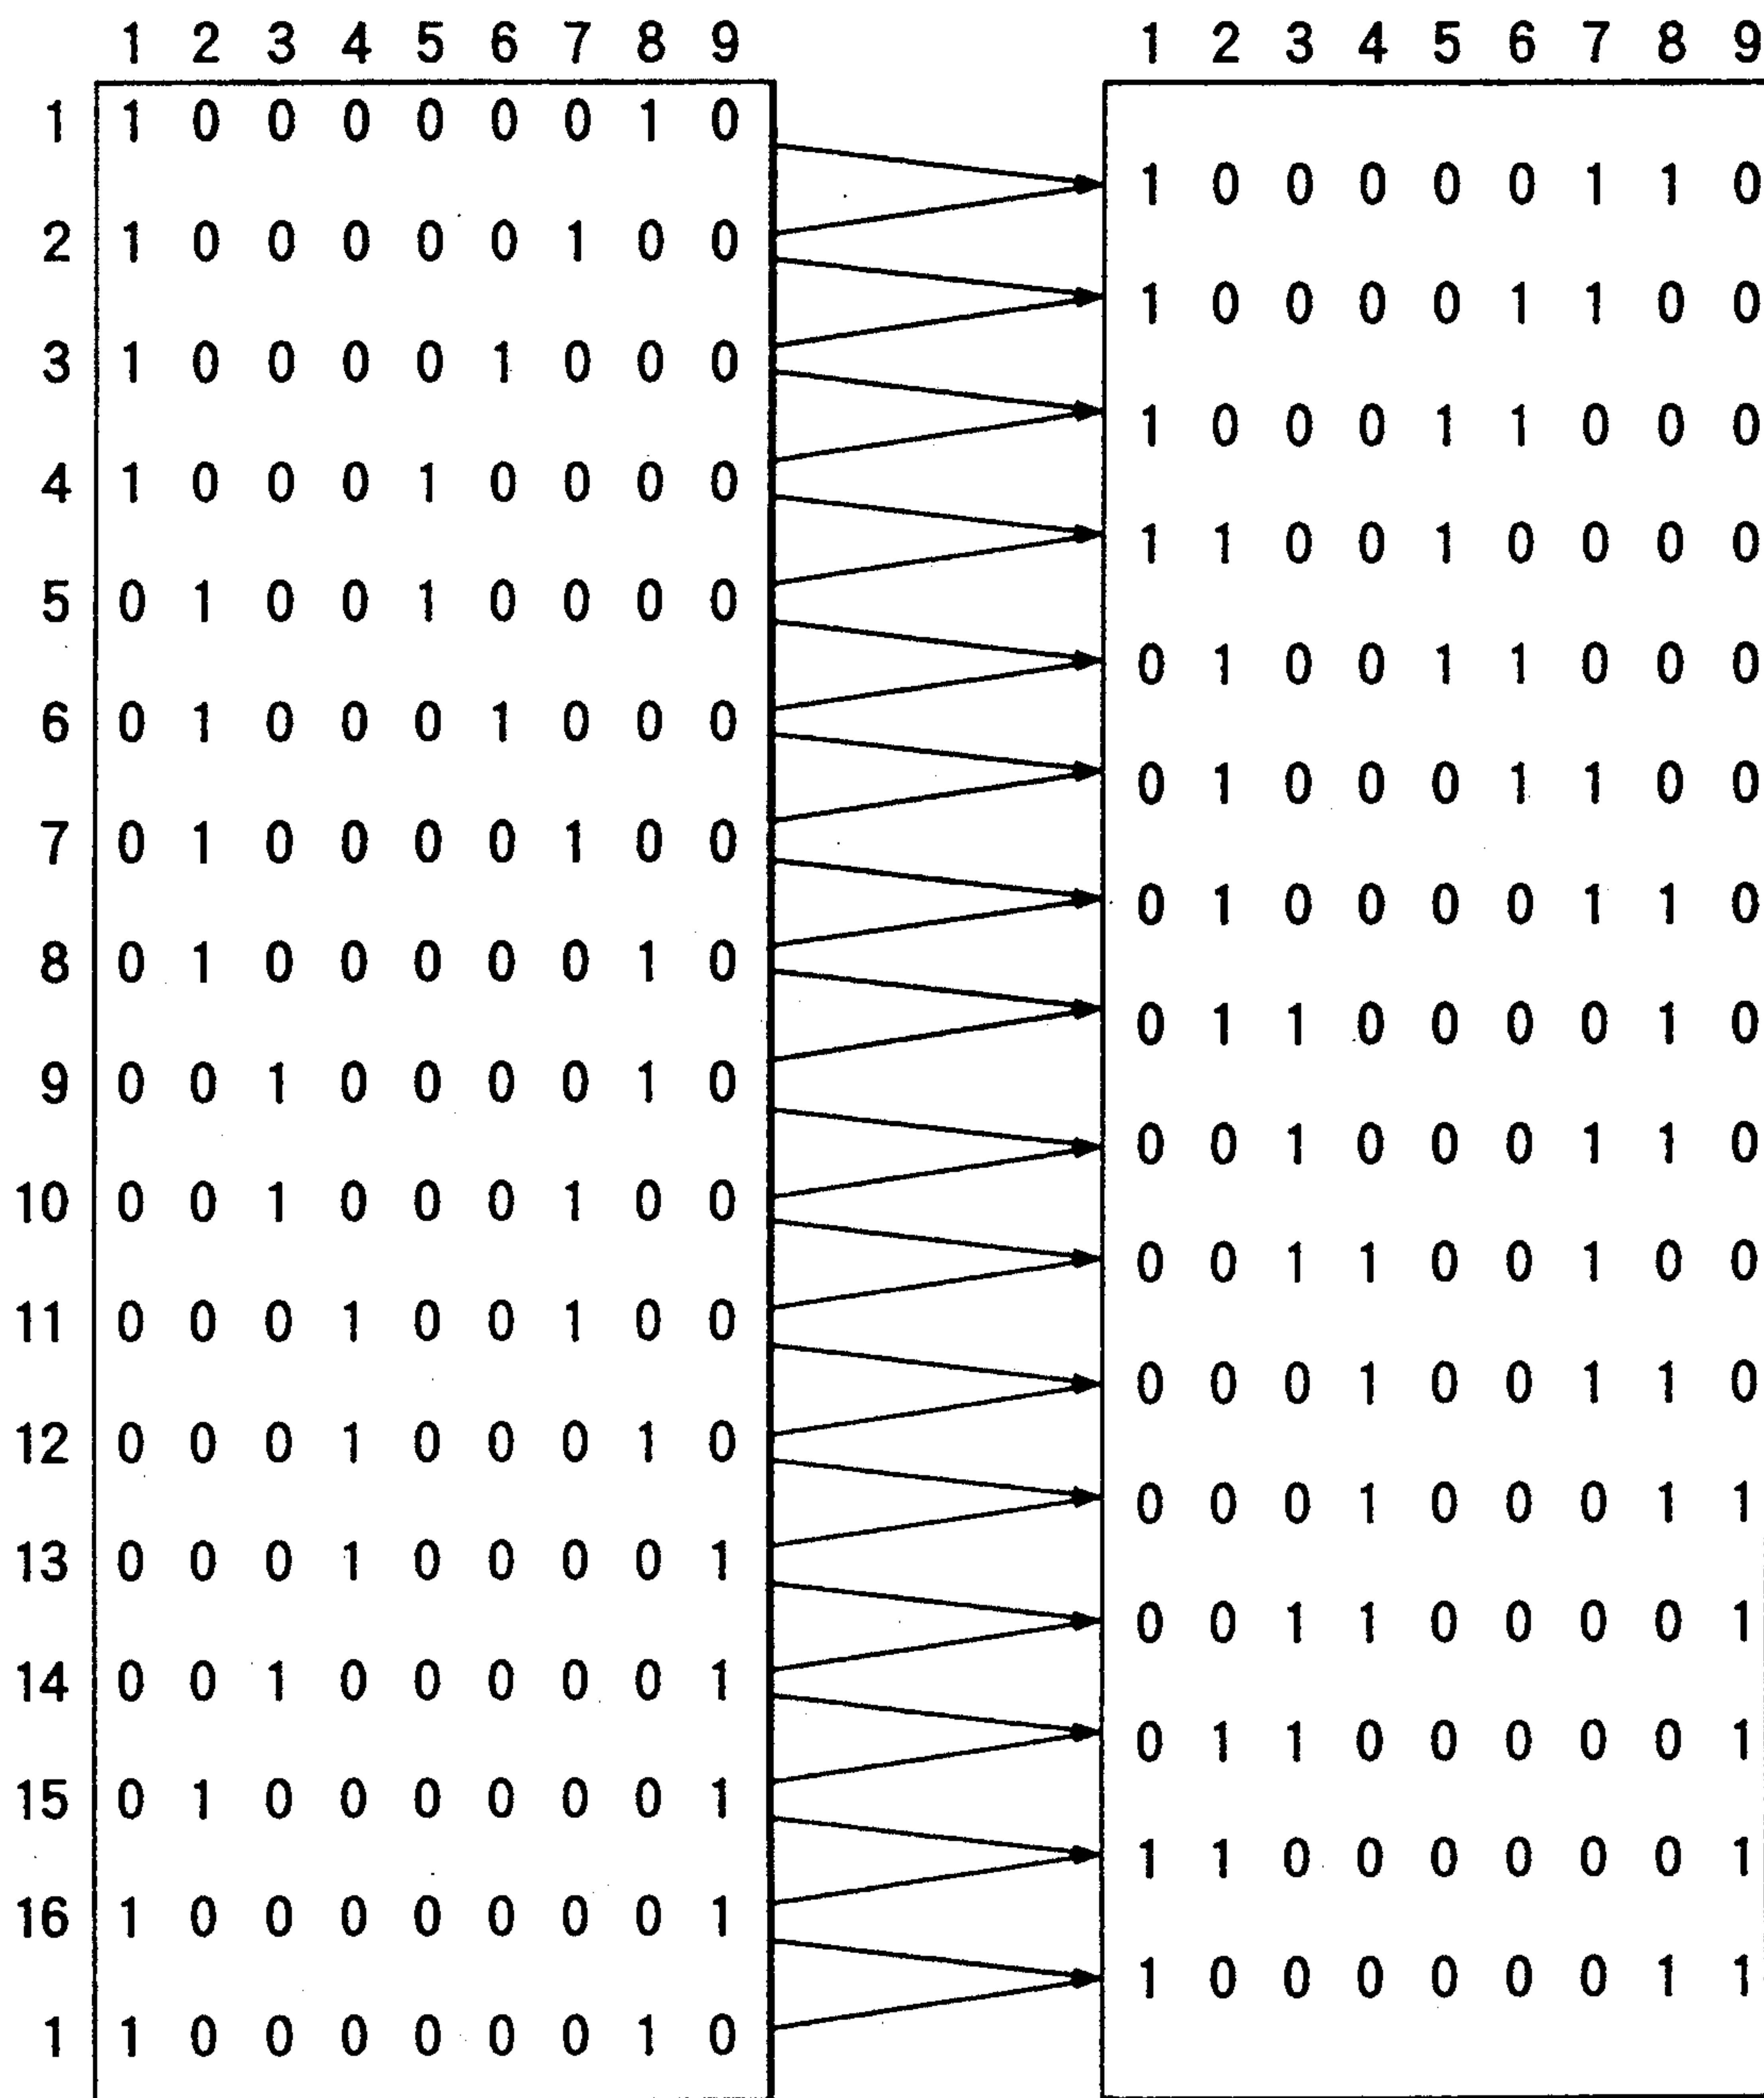 1 2 3 4 5 6 7 8 9 1 2 3 4 5 6 7 8 9
1 1 0 0 0 0 0 0 1 0
1 0 0 0 0 0 1 1 0
2 1 0 0 0 0 0 1 0 0
1 0 0 0 0 1 1 0 0
3 1 0 0 0 0 1 0 0 0
1 0 0 0 1 1 0 0 0
4 1 0 0 0 1 0 0 0 0
1 1 0 0 1 0 0 0 0
5 0 1 0 0 1 0 0 0 0
0 1 0 0 1 1 0 0 0
6 0 1 0 0 0 1 0 0 0
0 1 0 0 0 1 1 0 0
7 0 1 0 0 0 0 1 0 0
0 1 0 0 0 0 1 1 0
8 0 1 0 0 0 0 0 1 0
0 1 1 0 0 0 0 1 0
9 0 0 1 0 0 0 0 1 0
0 0 1 0 0 0 1 1 0
10 0 0 1 0 0 0 1 0 0
0 0 1 1 0 0 1 0 0
11 0 0 0 1 0 0 1 0 0
0 0 0 1 0 0 1 1 0
12 0 0 0 1 0 0 0 1 0
0 0 0 1 0 0 0 1 1
13 0 0 0 1 0 0 0 0 1
0 0 1 1 0 0 0 0 1
14 0 0 1 0 0 0 0 0 1
0 1 1 0 0 0 0 0 1
15 0 1 0 0 0 0 0 0 1
1 1 0 0 0 0 0 0 1
16 1 0 0 0 0 0 0 0 1
1 0 0 0 0 0 0 1 1
1 1 0 0 0 0 0 0 1 0